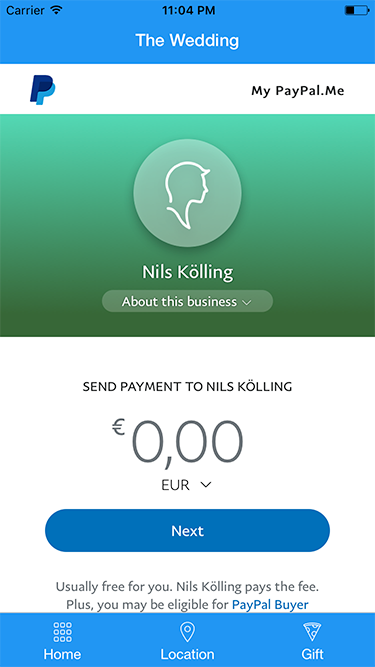 Carrier 11:04 PM
The Wedding
My PayPal.Me
Nils Kölling
About this business
SEND PAYMENT TO NILS KÖLLING
€0,00
EUR
Next
Usually free for you. Nils Kölling pays the fee.
Plus, you may be eligible for PayPal Buyer
Home Location Gift